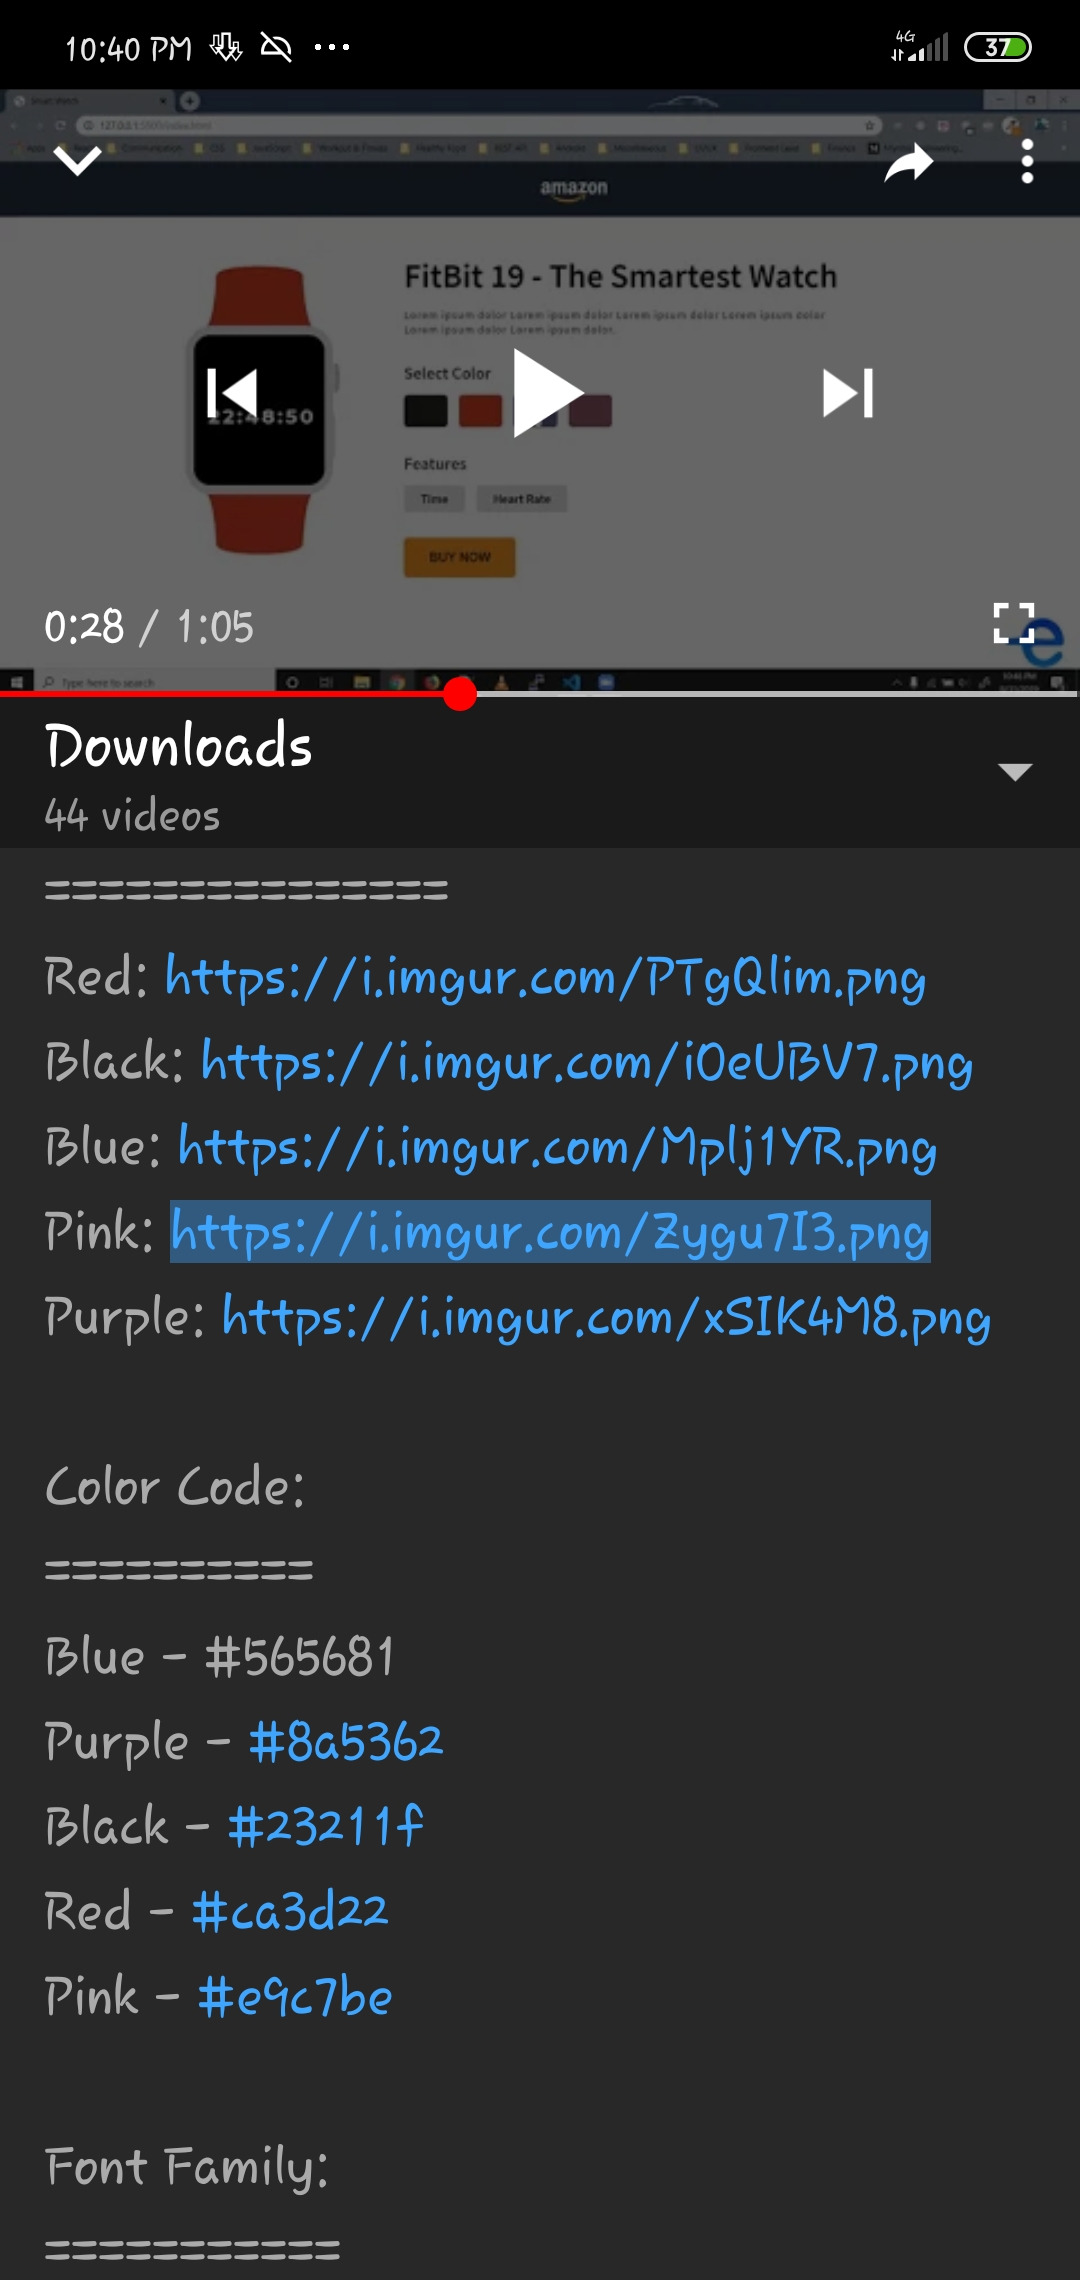 10:40 PM
4G
37
amazon
FitBit 19 - The Smartest Watch
Lorem ipsum dolor Lorem ipsum dolor Lorem ipsum dolor Lorem ipsum dolor
Lorem ipsum dolor Lorem ipsum dolor.
Select Color
22:48:50
Features
Time
Heart Rate
BUY NOW
0:28 / 1:05
Type here to search
Downloads
44 videos
===============
Red: https://i.imgur.com/PTgQlim.png
Black: https://i.imgur.com/iOeUBV7.png
Blue: https://i.imgur.com/Mplj1YR.png
Pink: https://i.imgur.com/Zygu7I3.png
Purple: https://i.imgur.com/xSIK4M8.png
Color Code:
==========
Blue - #565681
Purple - #8a5362
Black - #23211f
Red - #ca3d22
Pink - #e9c7be
Font Family:
===========